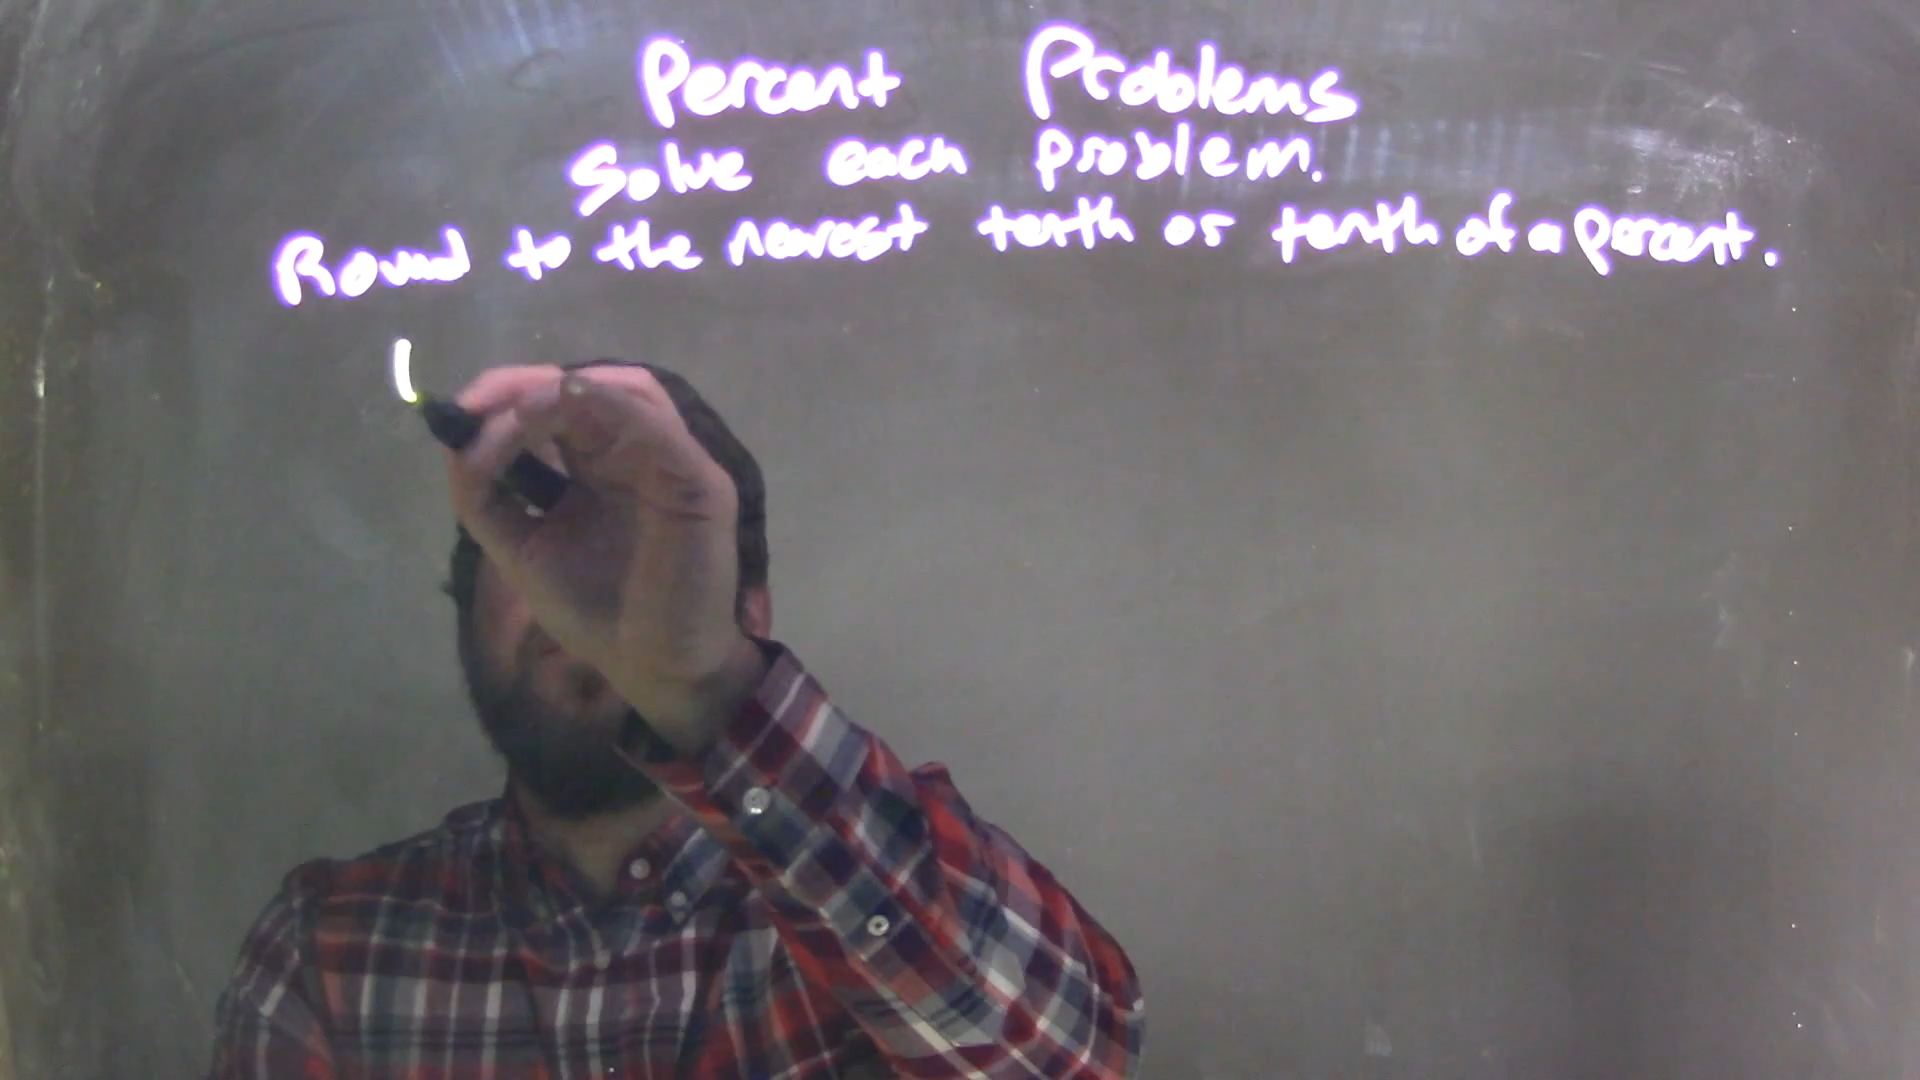 Percent Problems
Solve each problem.
Round to the nearest tenth or tenth of a percent.